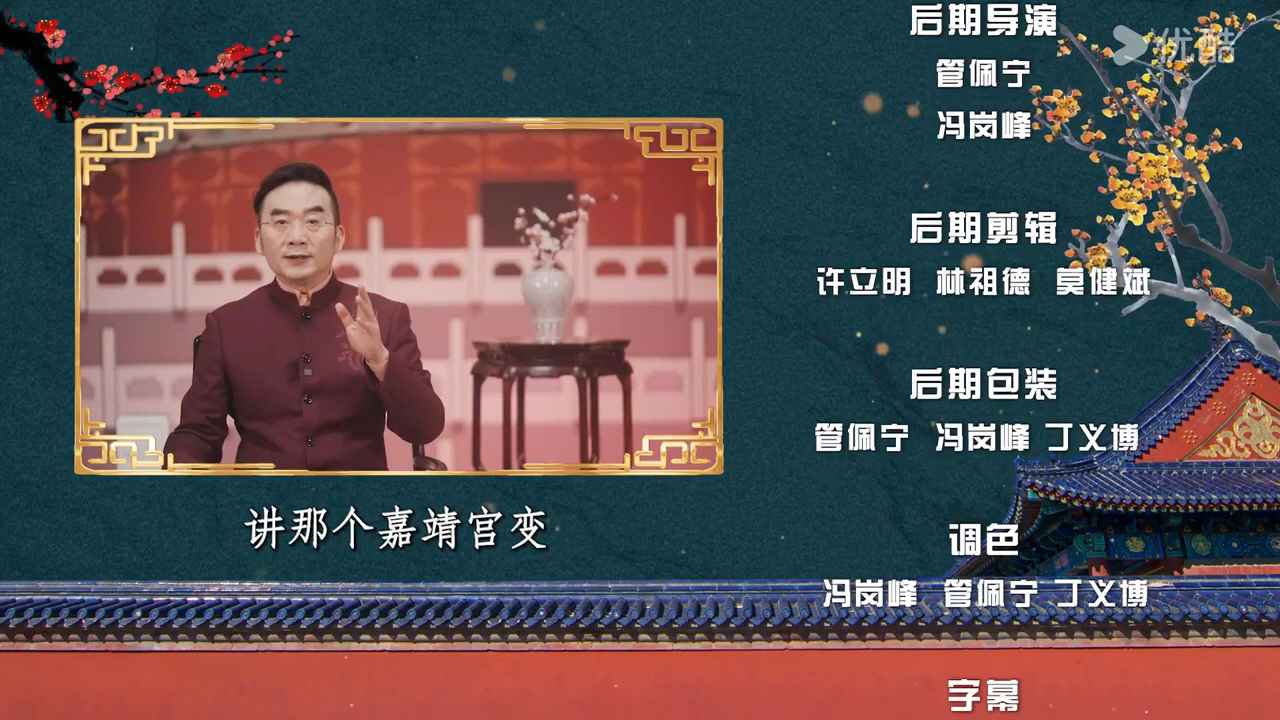 后期导演
优酷
管佩宁
冯岗峰
后期剪辑
许立明 林祖德 莫健斌
后期包装
管佩宁 冯岗峰 丁义博
讲那个嘉靖宫变
调色
冯岗峰 管佩宁 丁义博
字幕